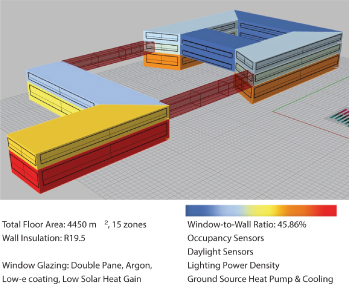 Total Floor Area: 4450 m ², 15 zones
Wall Insulation: R19.5
Window Glazing: Double Pane, Argon,
Low-e coating, Low Solar Heat Gain
Window-to-Wall Ratio: 45.86%
Occupancy Sensors
Daylight Sensors
Lighting Power Density
Ground Source Heat Pump & Cooling